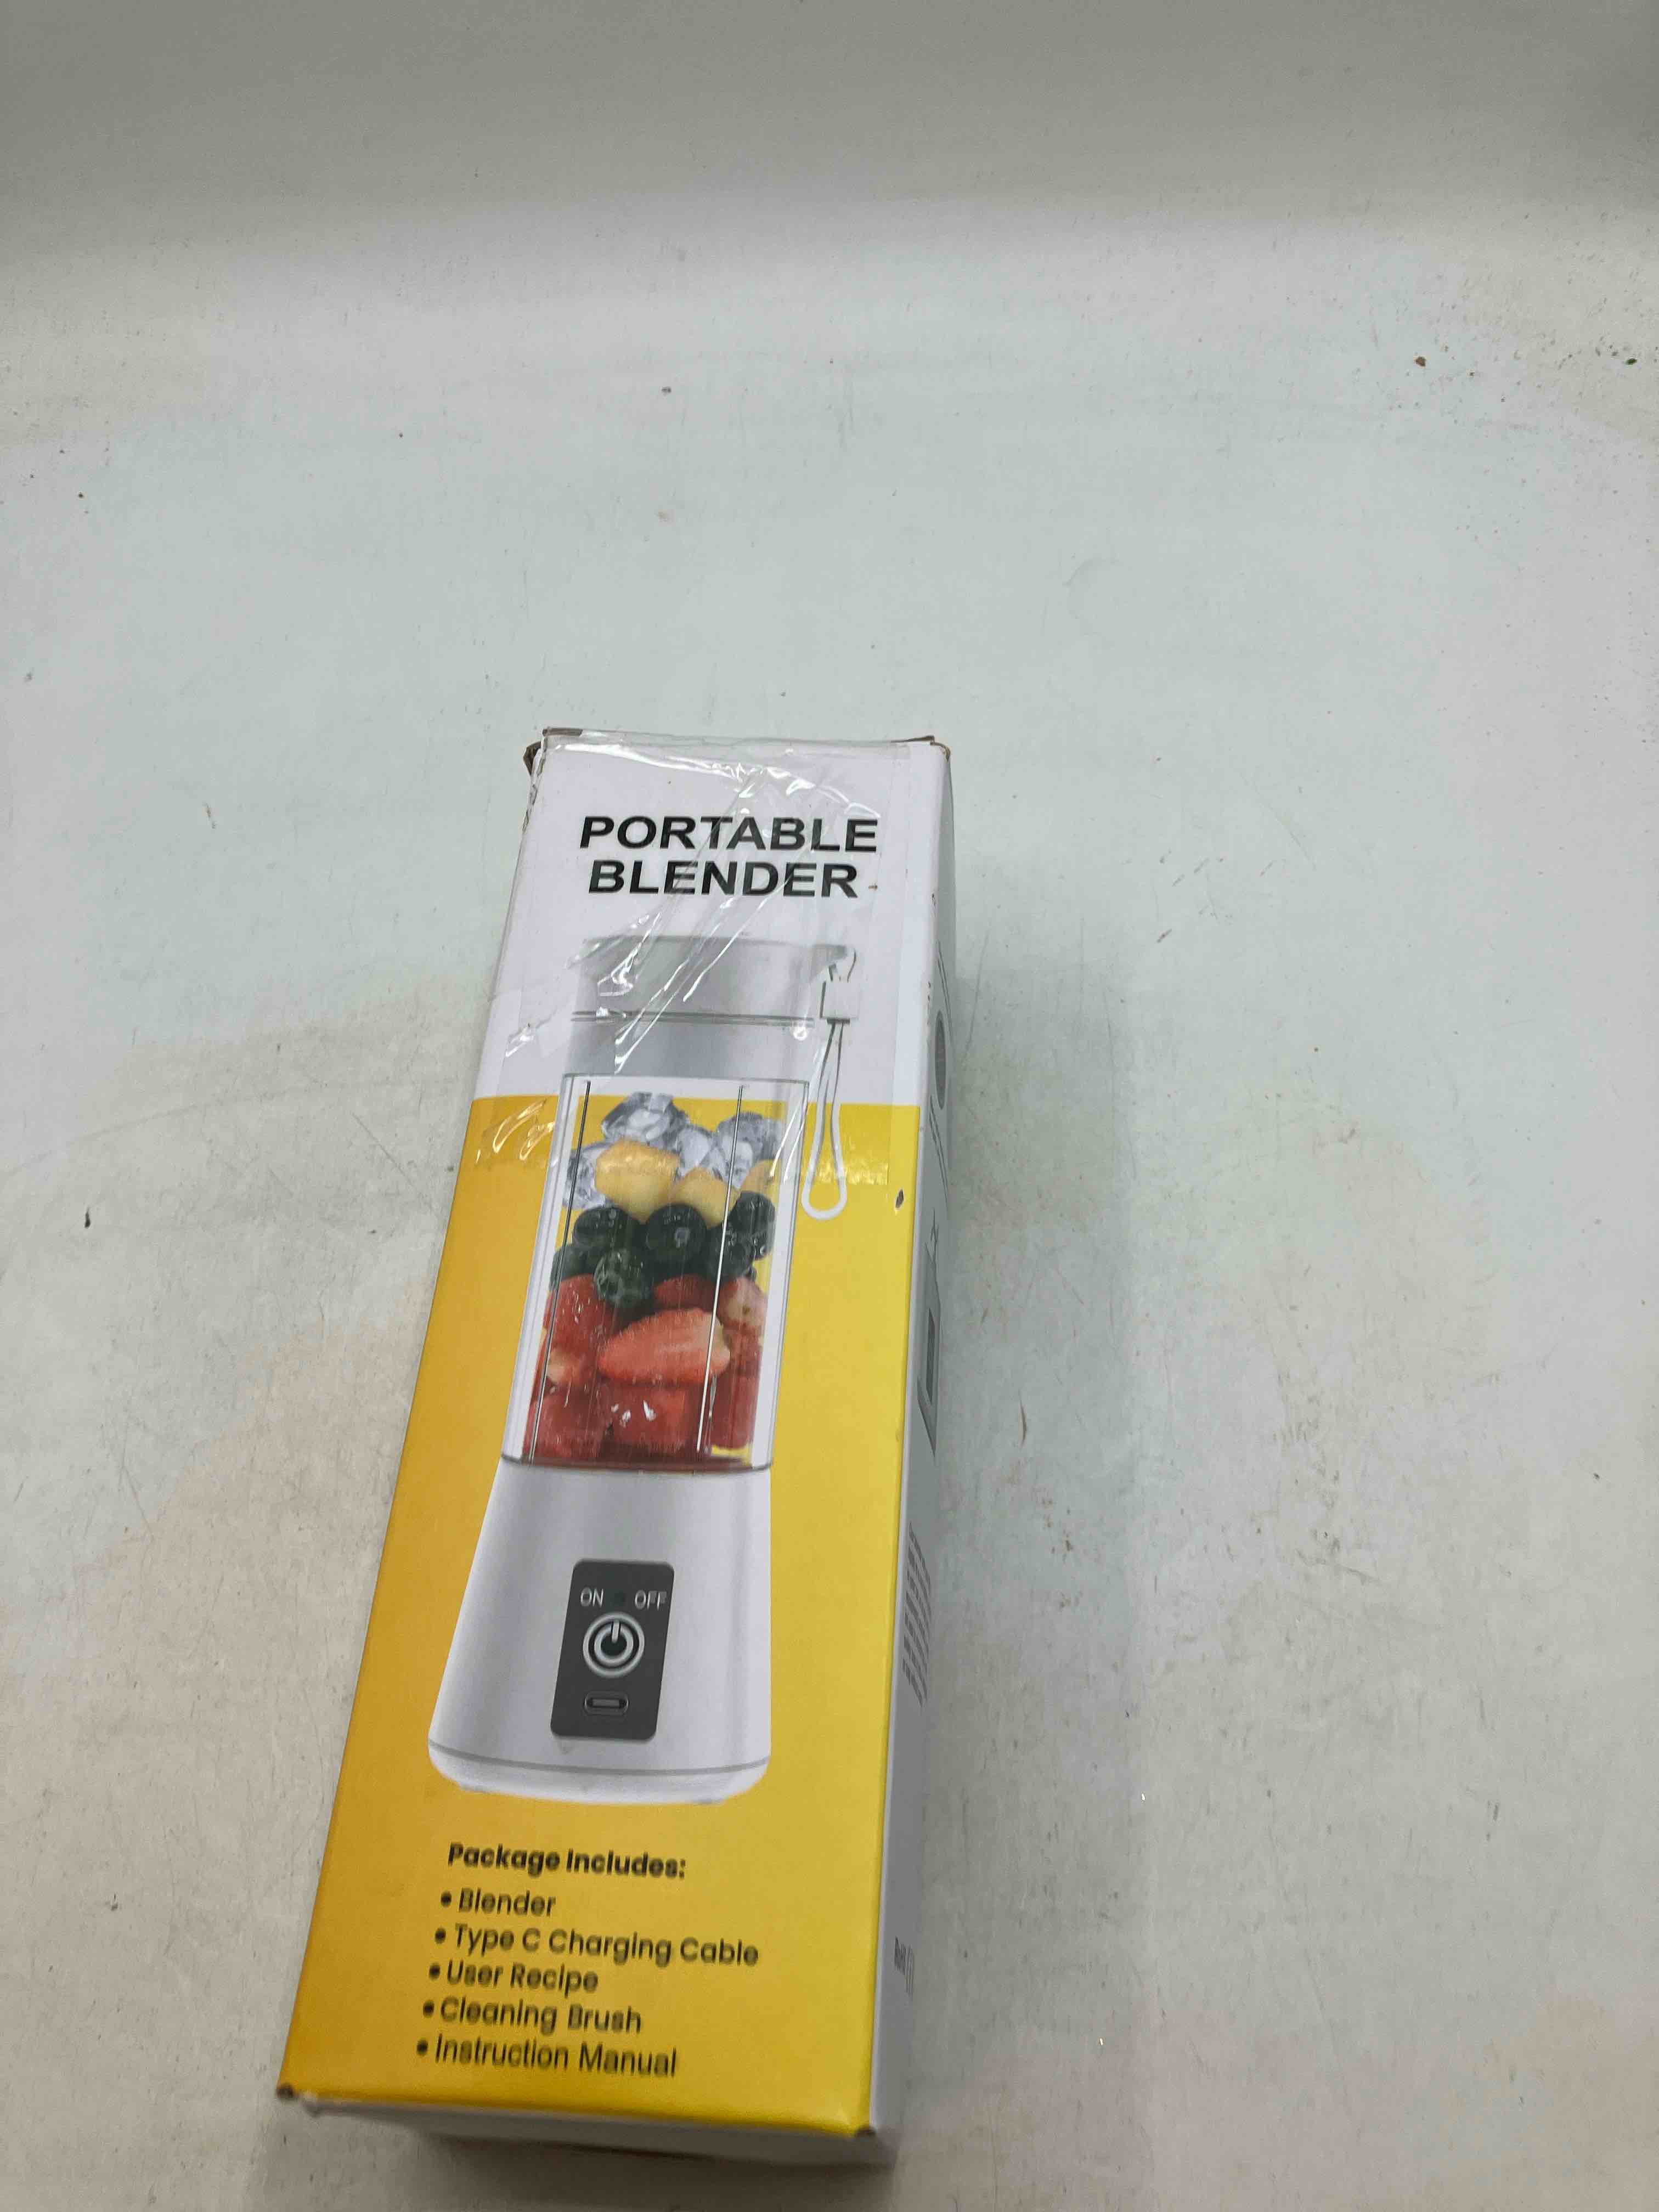 PORTABLE
BLENDER
ON OFF
Package Includes:
• Blender
• Type C Charging Cable
• User Recipe
• Cleaning Brush
• Instruction Manual